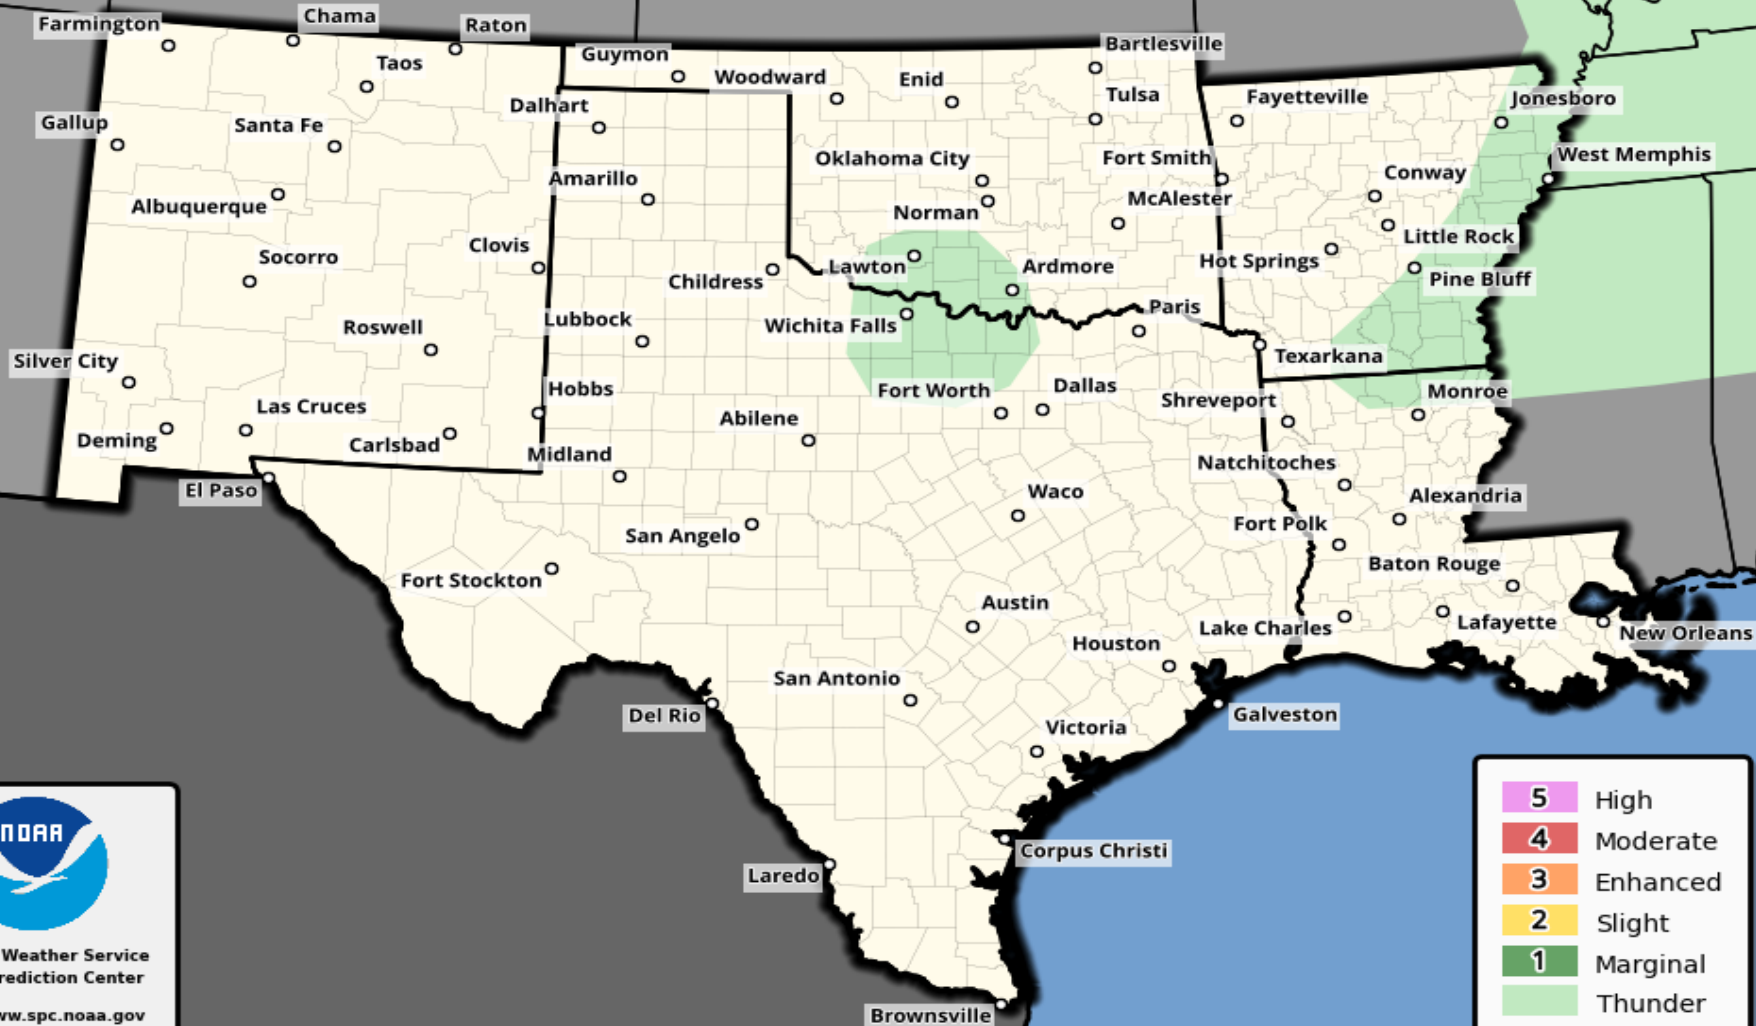 Farmington
Chama
Raton
Taos
Guymon
Woodward
Enid
Bartlesville
Dalhart
Tulsa
Fayetteville
Jonesboro
Gallup
Santa Fe
Oklahoma City
Fort Smith
West Memphis
Amarillo
Conway
Albuquerque
Norman
McAlester
Little Rock
Clovis
Socorro
Lawton
Ardmore
Hot Springs
Pine Bluff
Childress
Paris
Lubbock
Roswell
Wichita Falls
Texarkana
Silver City
Hobbs
Fort Worth
Dallas
Monroe
Las Cruces
Shreveport
Abilene
Deming
Carlsbad
Midland
Natchitoches
El Paso
Waco
Alexandria
San Angelo
Fort Polk
Fort Stockton
Baton Rouge
Austin
Lake Charles
Lafayette
New Orleans
Houston
San Antonio
Del Rio
Galveston
Victoria
Corpus Christi
Laredo
Brownsville
NOAA
Weather Service
rediction Center
ww.spc.noaa.gov
5 High
4 Moderate
3 Enhanced
2 Slight
1 Marginal
Thunder